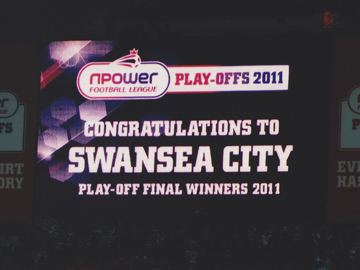 npower
FOOTBALL LEAGUE
PLAY-OFFS 2011
CONGRATULATIONS TO
SWANSEA CITY
PLAY-OFF FINAL WINNERS 2011